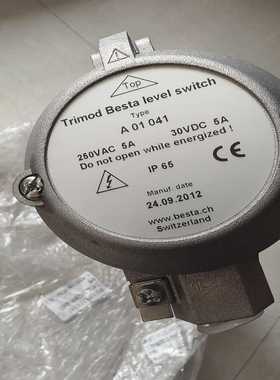 Top
Trimod Besta level switch
Type
A 01 041
250VAC 5A 30VDC 5A
Do not open while energized !
IP 65
CE
Manuf. date
24.09.2012
www.besta.ch
Switzerland